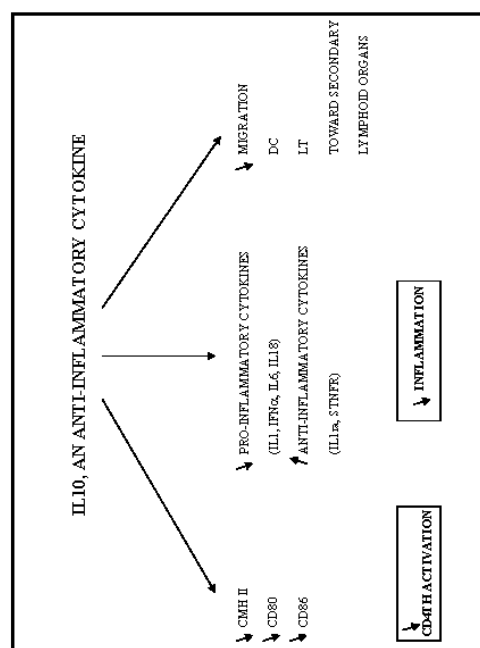 IL10, AN ANTI-INFLAMMATORY CYTOKINE
CMH II
CD80
CD86
PRO-INFLAMMATORY CYTOKINES
(IL1, IFNα, IL6, IL18)
ANTI-INFLAMMATORY CYTOKINES
(IL1ra, STNFR)
MIGRATION
DC
LT
TOWARD SECONDARY
LYMPHOID ORGANS
CD4TH ACTIVATION
INFLAMMATION